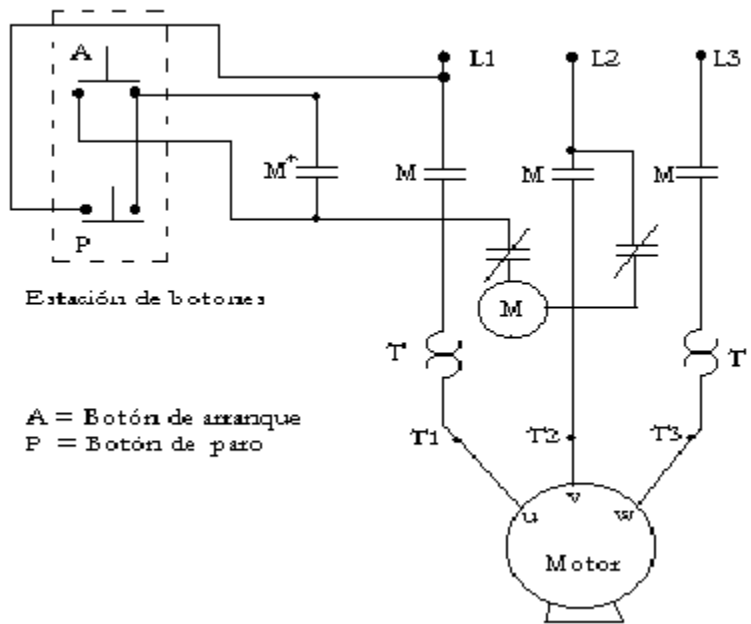 A
L1
L2
L3
M
M
M
M
P
Estación de botones
M
T
T
A = Botón de arranque
P = Botón de paro
T1
T2
T3
u
v
w
Motor